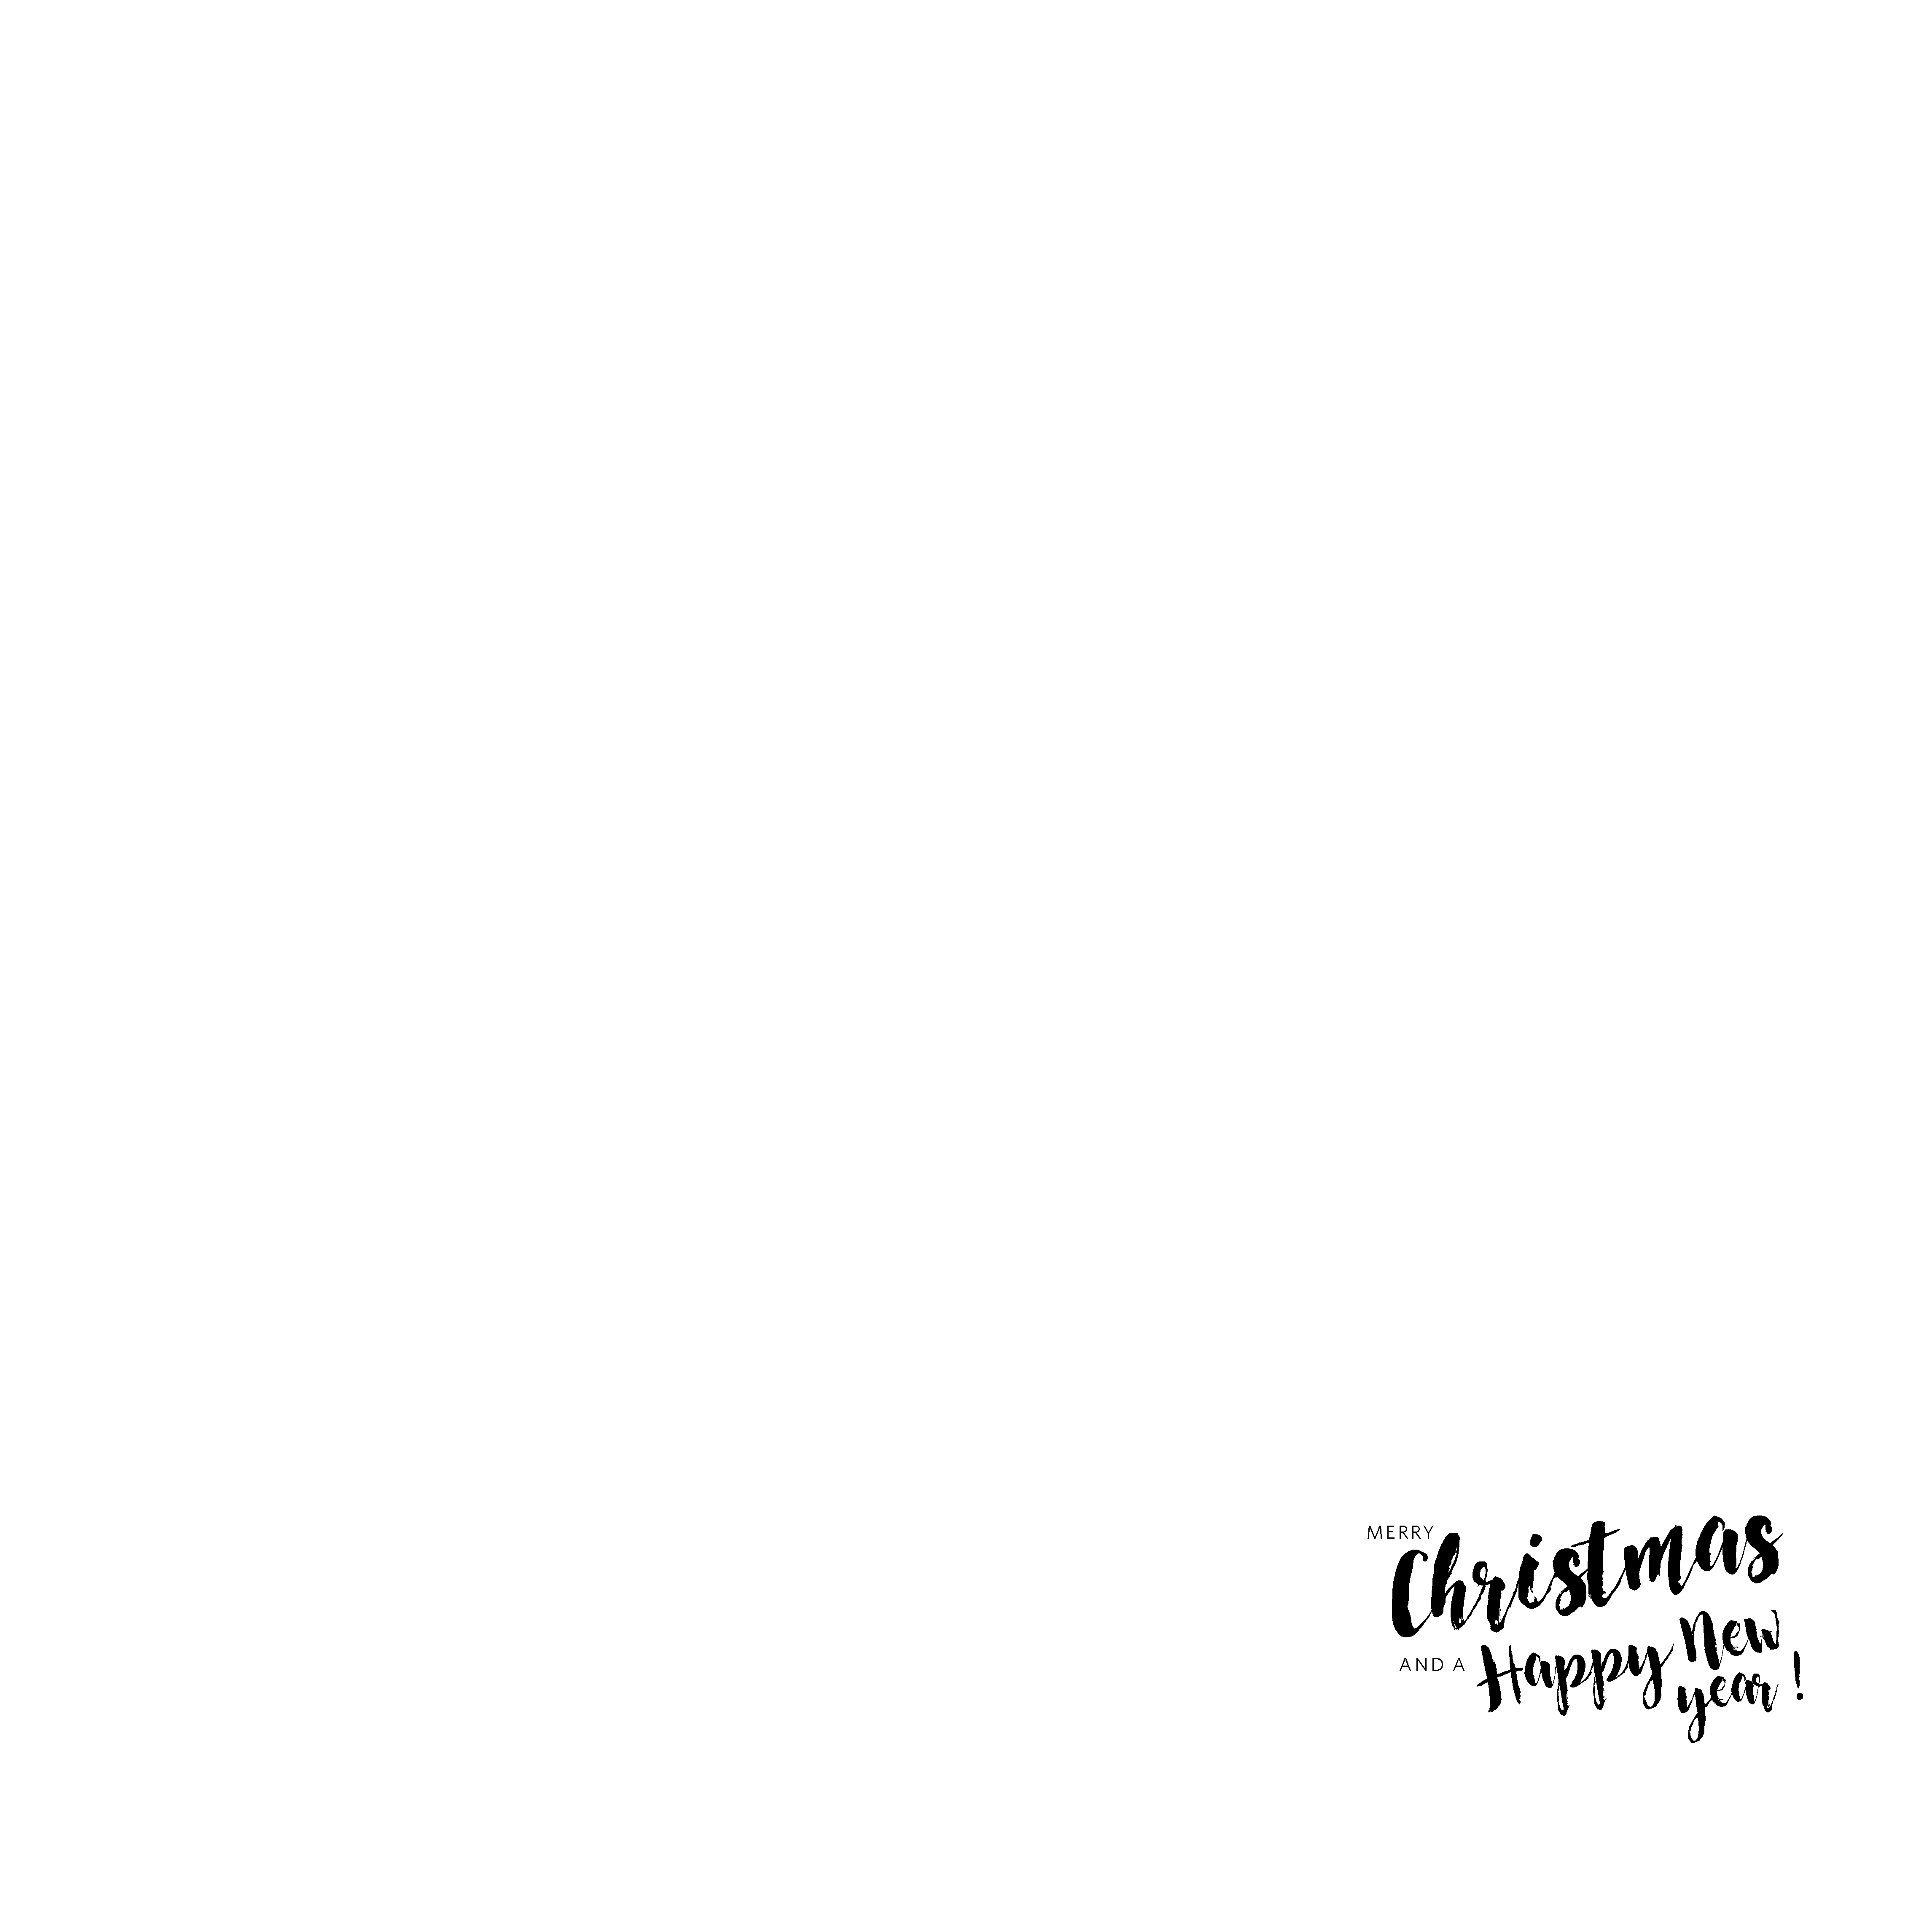 MERRY
Christmas
AND A Happy New
year!